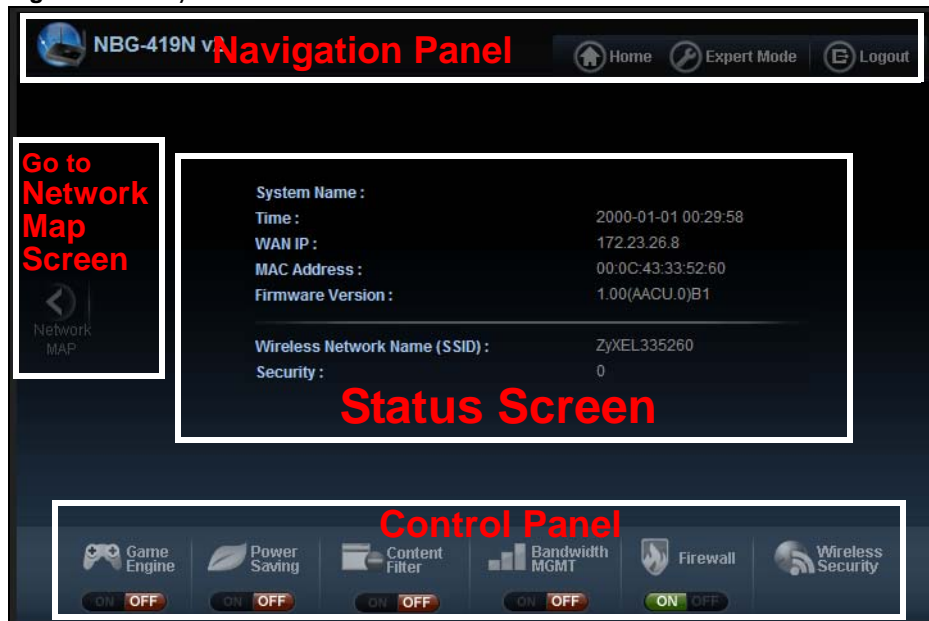 NBG-419N v2
Navigation Panel
Home
Expert Mode
Logout
Go to
Network
Map
Screen
Network
MAP
System Name :
Time : 2000-01-01 00:29:58
WAN IP : 172.23.26.8
MAC Address : 00:0C:43:33:52:60
Firmware Version : 1.00(AACU.0)B1
Wireless Network Name (SSID) : ZyXEL335260
Security : 0
Status Screen
Control Panel
Game
Engine
ON OFF
Power
Saving
ON OFF
Content
Filter
ON OFF
Bandwidth
MGMT
ON OFF
Firewall
ON OFF
Wireless
Security